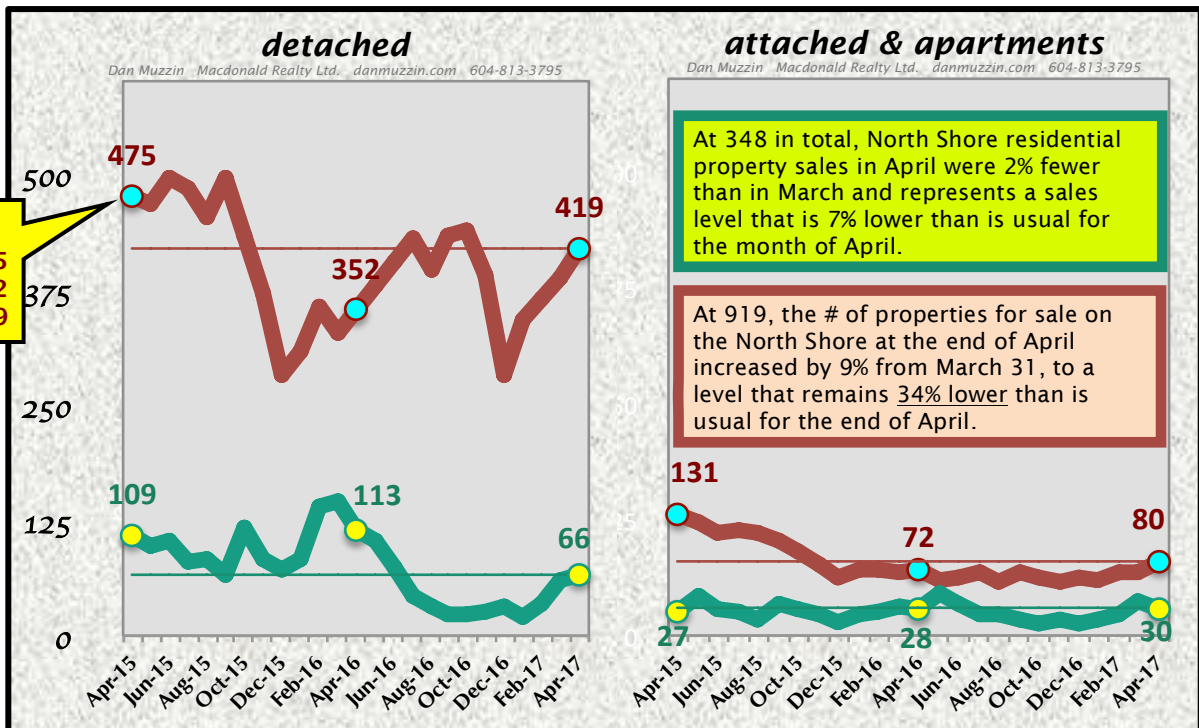 detached
Dan Muzzin Macdonald Realty Ltd. danmuzzin.com 604-813-3795
500
375
250
125
0
475
352
419
109
113
66
Apr-15
Jun-15
Aug-15
Oct-15
Dec-15
Feb-16
Apr-16
Jun-16
Aug-16
Oct-16
Dec-16
Feb-17
Apr-17
5
2
9
attached & apartments
Dan Muzzin Macdonald Realty Ltd. danmuzzin.com 604-813-3795
At 348 in total, North Shore residential
property sales in April were 2% fewer
than in March and represents a sales
level that is 7% lower than is usual for
the month of April.
At 919, the # of properties for sale on
the North Shore at the end of April
increased by 9% from March 31, to a
level that remains 34% lower than is
usual for the end of April.
131
72
80
27
28
30
Apr-15
Jun-15
Aug-15
Oct-15
Dec-15
Feb-16
Apr-16
Jun-16
Aug-16
Oct-16
Dec-16
Feb-17
Apr-17